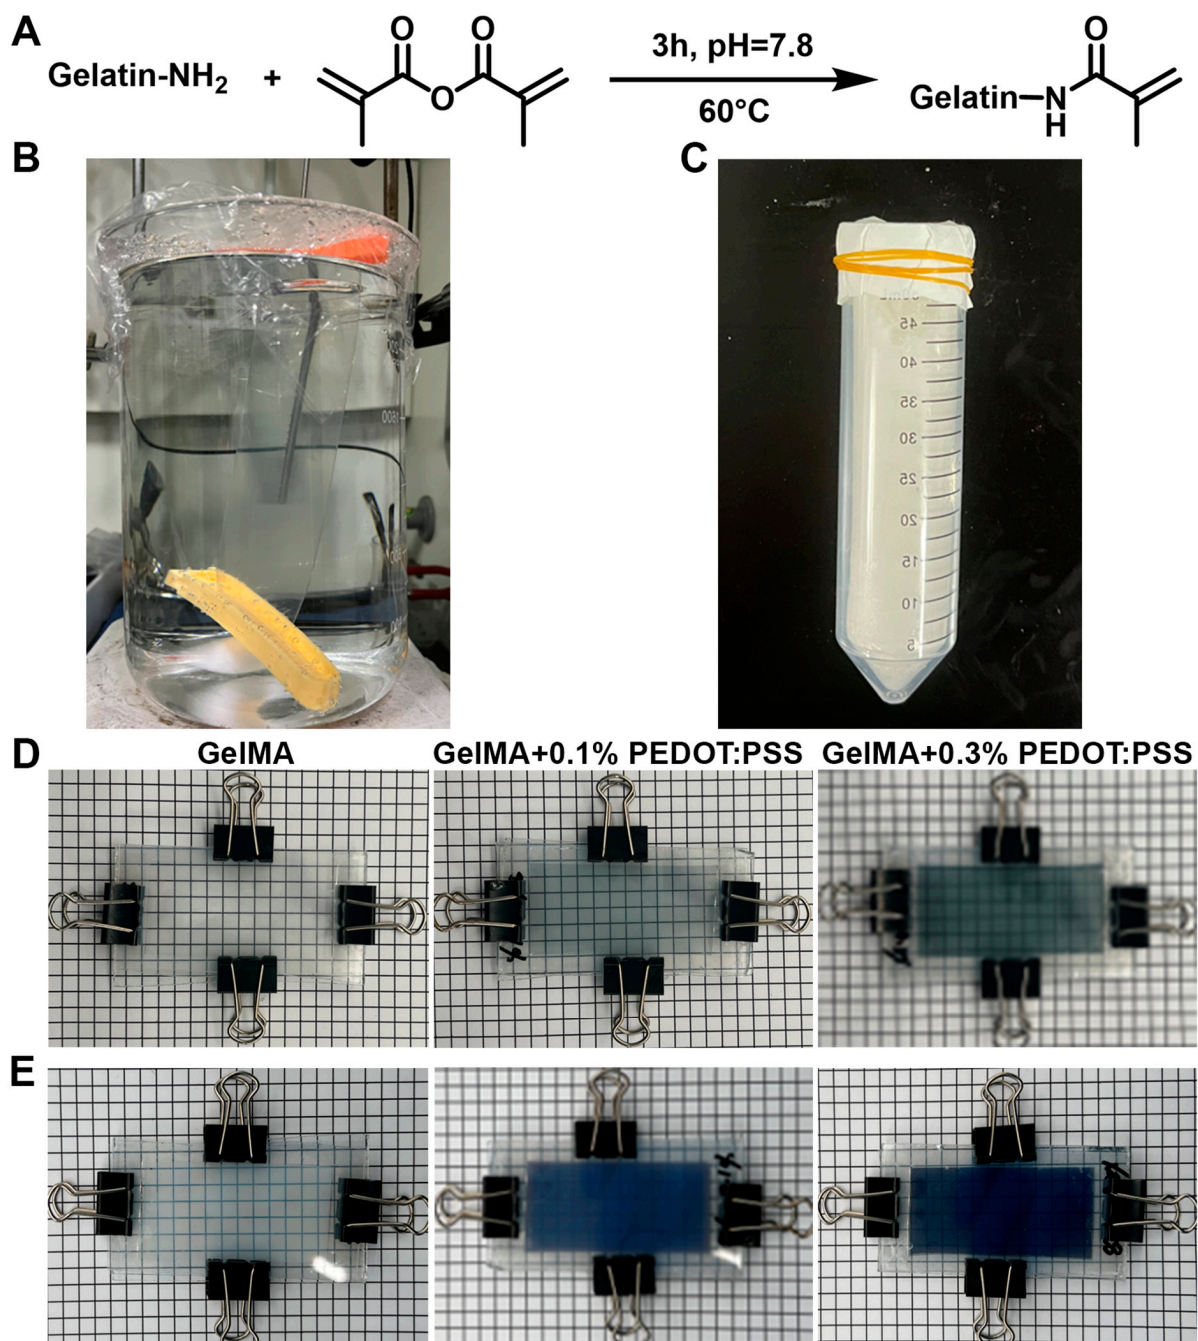 A
Gelatin-NH2 +
O O
O
3h, pH=7.8
60°C
O
Gelatin N
H
B
C
1600
45
40
35
30
25
20
15
10
5
D
GelMA
GelMA+0.1% PEDOT:PSS
GelMA+0.3% PEDOT:PSS
E